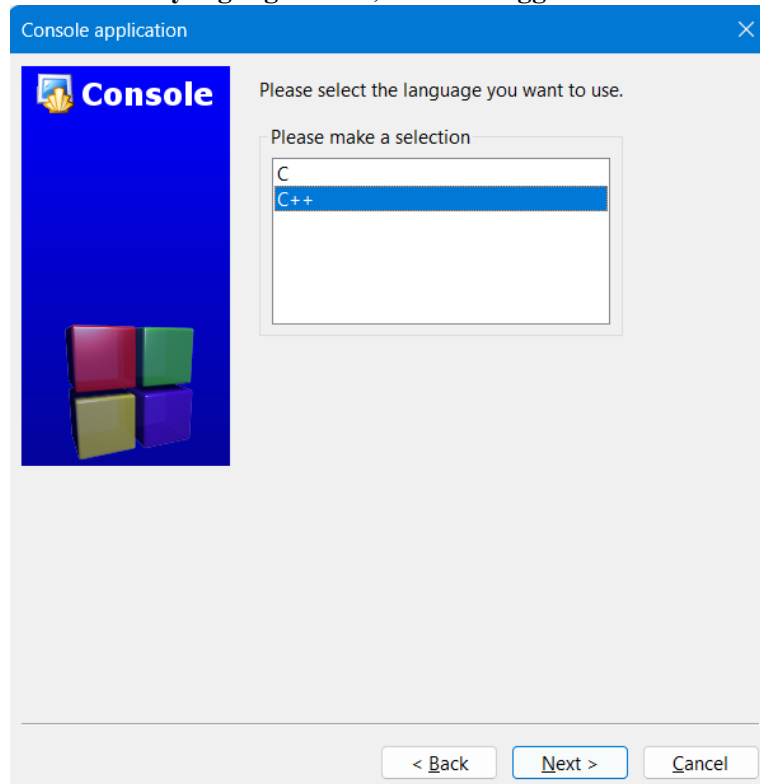 Console application
Console
Please select the language you want to use.
Please make a selection
C
C++
< Back
Next >
Cancel